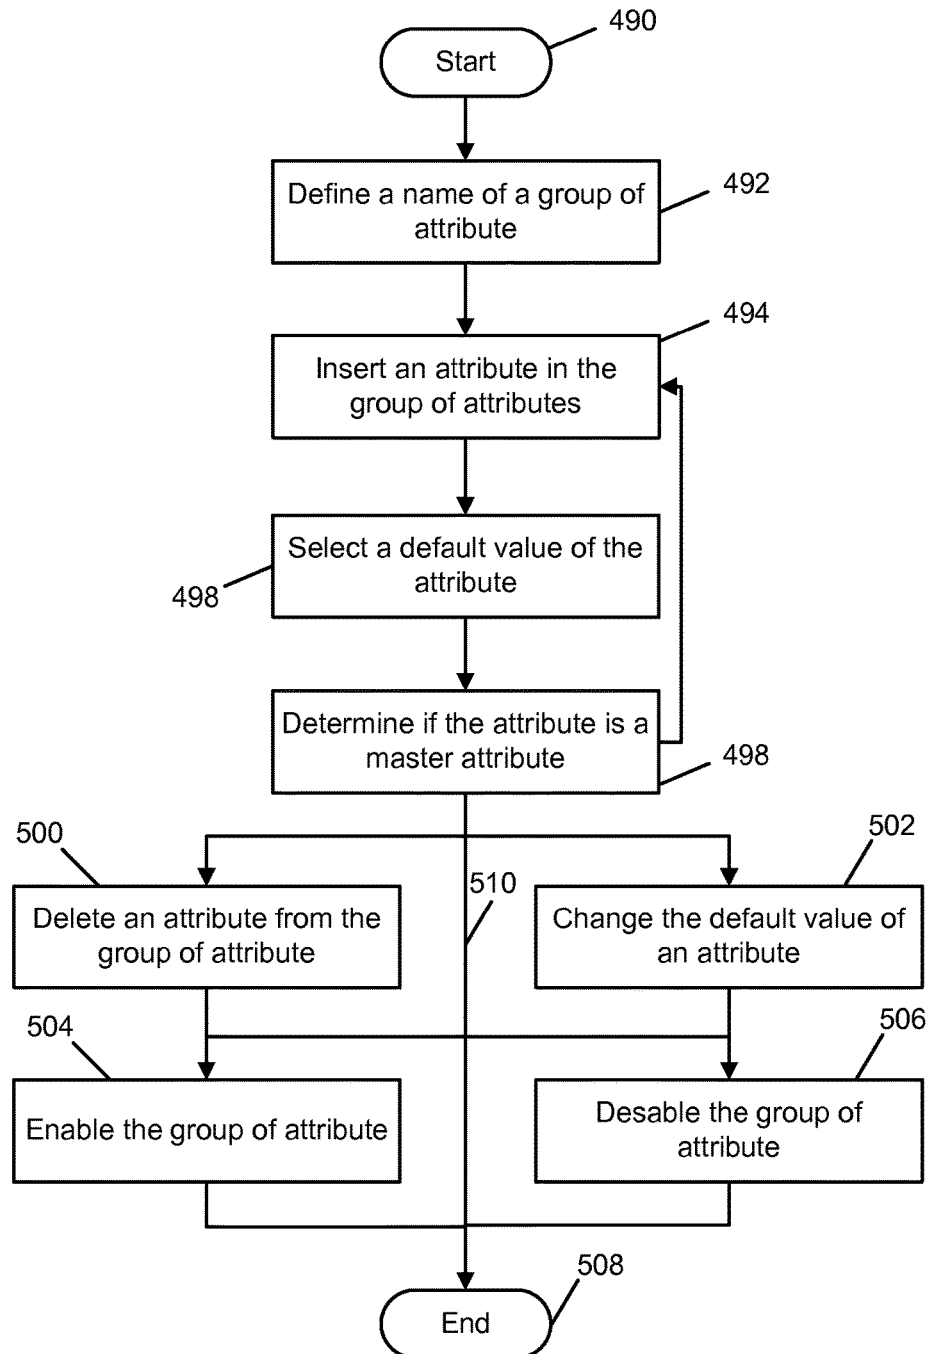 490
Start
492
Define a name of a group of
attribute
494
Insert an attribute in the
group of attributes
Select a default value of the
attribute
498
Determine if the attribute is a
master attribute
498
500
502
510
Delete an attribute from the
group of attribute
Change the default value of
an attribute
504
506
Enable the group of attribute
Desable the group of
attribute
508
End